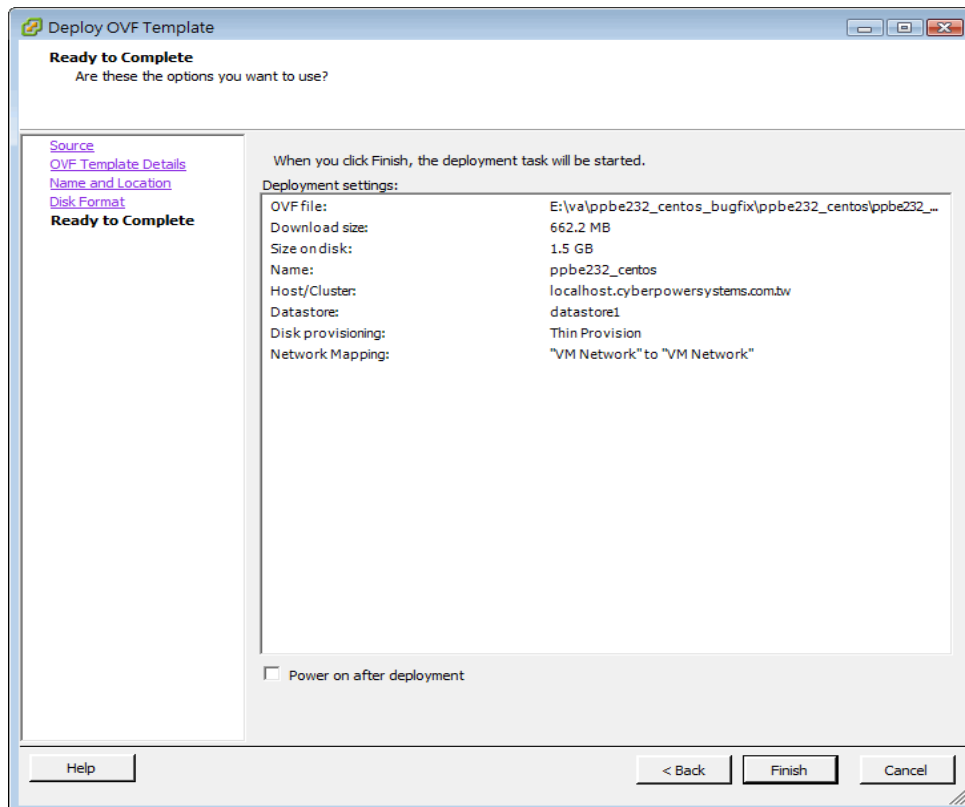 Deploy OVF Template
Ready to Complete
Are these the options you want to use?
Source
OVF Template Details
Name and Location
Disk Format
Ready to Complete
When you click Finish, the deployment task will be started.
Deployment settings:
OVF file: E:\va\ppbe232_centos_bugfix\ppbe232_centos\ppbe232_...
Download size: 662.2 MB
Size on disk: 1.5 GB
Name: ppbe232_centos
Host/Cluster: localhost.cyberpowersystems.com.tw
Datastore: datastore1
Disk provisioning: Thin Provision
Network Mapping: "VM Network" to "VM Network"
Power on after deployment
Help
< Back
Finish
Cancel